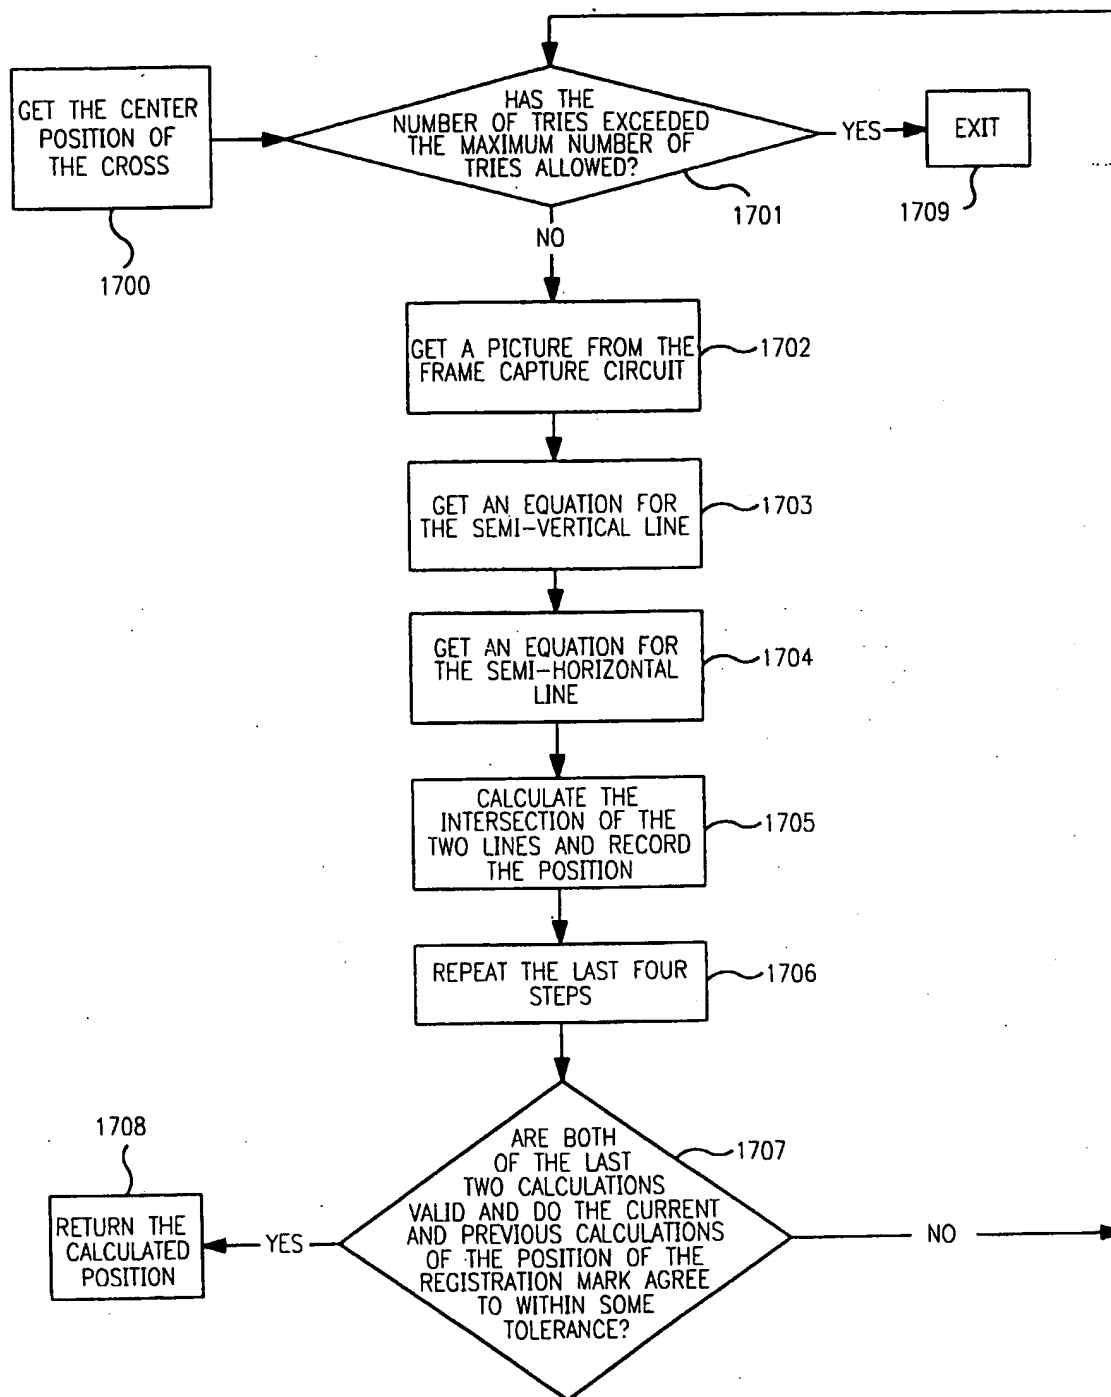 GET THE CENTER
POSITION OF
THE CROSS
1700
HAS THE
NUMBER OF TRIES EXCEEDED
THE MAXIMUM NUMBER OF
TRIES ALLOWED?
1701
YES
EXIT
1709
NO
GET A PICTURE FROM THE
FRAME CAPTURE CIRCUIT
1702
GET AN EQUATION FOR
THE SEMI-VERTICAL LINE
1703
GET AN EQUATION FOR
THE SEMI-HORIZONTAL
LINE
1704
CALCULATE THE
INTERSECTION OF THE
TWO LINES AND RECORD
THE POSITION
1705
REPEAT THE LAST FOUR
STEPS
1706
ARE BOTH
OF THE LAST
TWO CALCULATIONS
VALID AND DO THE CURRENT
AND PREVIOUS CALCULATIONS
OF THE POSITION OF THE
REGISTRATION MARK AGREE
TO WITHIN SOME
TOLERANCE?
1707
NO
YES
1708
RETURN THE
CALCULATED
POSITION